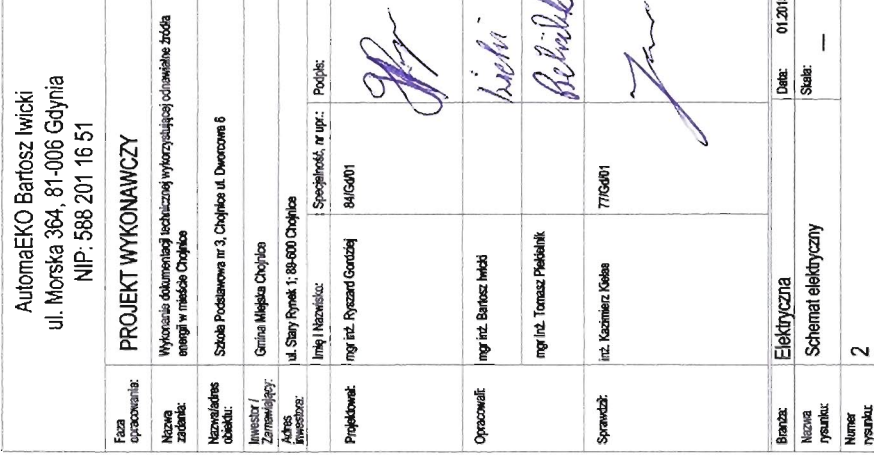 AutomaEKO Bartosz Iwicki
ul. Morska 364, 81-006 Gdynia
NIP: 588 201 16 51
Faza opracowania: PROJEKT WYKONAWCZY
Nazwa zadania: Wykonanie dokumentacji technicznej wykorzystującej odnawialne źródła
energii w mieście Chojnice
Nazwa/adres obiektu: Szkoła Podstawowa nr 3, Chojnice ul. Dworcowa 6
Inwestor / Zamawiający: Gmina Miejska Chojnice
Adres inwestora: ul. Stary Rynek 1; 89-600 Chojnice
Imię i Nazwisko: Specjalność, nr upr.: Podpis:
Projektował: mgr inż. Ryszard Gordziej 84/Gd/01
Opracował: mgr inż. Bartosz Iwicki
mgr inż. Tomasz Piekielnik
Sprawdził: inż. Kazimierz Kielas 77/Gd/01
Branża: Elektryczna Data:
Nazwa rysunku: Schemat elektryczny Skala: —
Numer rysunku: 2